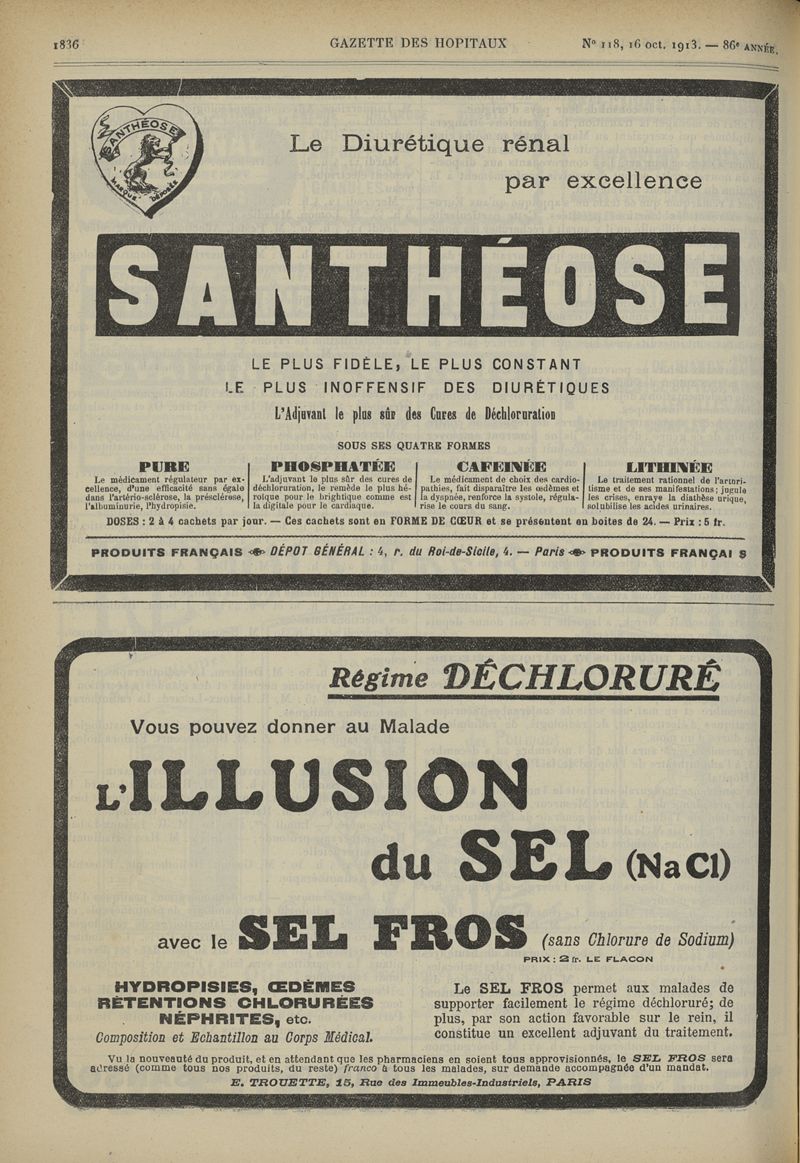 1836 GAZETTE DES HOPITAUX N° 118, 16 oct. 1913. — 86e ANNÉE.
SANTHÉOSE
MARQUE DÉPOSÉE
Le Diurétique rénal
par excellence
SANTHÉOSE
LE PLUS FIDÈLE, LE PLUS CONSTANT
LE PLUS INOFFENSIF DES DIURÉTIQUES
L'Adjuvant le plus sûr des Cures de Déchloruration
SOUS SES QUATRE FORMES
PURE
Le médicament régulateur par ex-
cellence, d'une efficacité sans égale
dans l'artério-sclérose, la présclérose,
l'albuminurie, l'hydropisie.
PHOSPHATÉE
L'adjuvant le plus sûr des cures de
déchloruration, le remède le plus hé-
roïque pour le brightique comme est
la digitale pour le cardiaque.
CAFEINÉE
Le médicament de choix des cardio-
pathies, fait disparaître les œdèmes et
la dyspnée, renforce la systole, régula-
rise le cours du sang.
LITHINÉE
Le traitement rationnel de l'arthri-
tisme et de ses manifestations; jugule
les crises, enraye la diathèse urique,
solubilise les acides urinaires.
DOSES : 2 à 4 cachets par jour. — Ces cachets sont en FORME DE CŒUR et se présentent en boîtes de 24. — Prix : 5 fr.
PRODUITS FRANÇAIS DÉPOT GÉNÉRAL : 4, r. du Roi-de-Sicile, 4. — Paris PRODUITS FRANÇAI S
Régime DÉCHLORURÉ
Vous pouvez donner au Malade
L'ILLUSION
du SEL (NaCl)
avec le SEL FROS (sans Chlorure de Sodium)
PRIX : 2 fr. LE FLACON
HYDROPISIES, ŒDÈMES
RÉTENTIONS CHLORURÉES
NÉPHRITES, etc.
Composition et Echantillon au Corps Médical.
Le SEL FROS permet aux malades de
supporter facilement le régime déchloruré; de
plus, par son action favorable sur le rein, il
constitue un excellent adjuvant du traitement.
Vu la nouveauté du produit, et en attendant que les pharmaciens en soient tous approvisionnés, le SEL FROS sera
adressé (comme tous nos produits, du reste) franco à tous les malades, sur demande accompagnée d'un mandat.
E. TROUETTE, 15, Rue des Immeubles-Industriels, PARIS